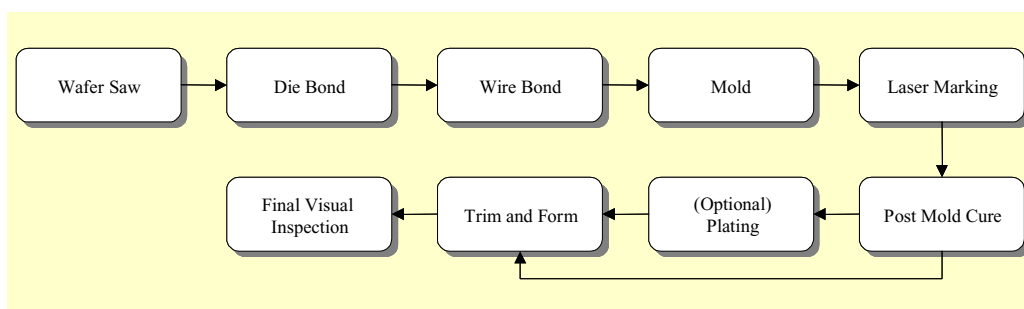 Wafer Saw
Die Bond
Wire Bond
Mold
Laser Marking
Final Visual
Inspection
Trim and Form
(Optional)
Plating
Post Mold Cure